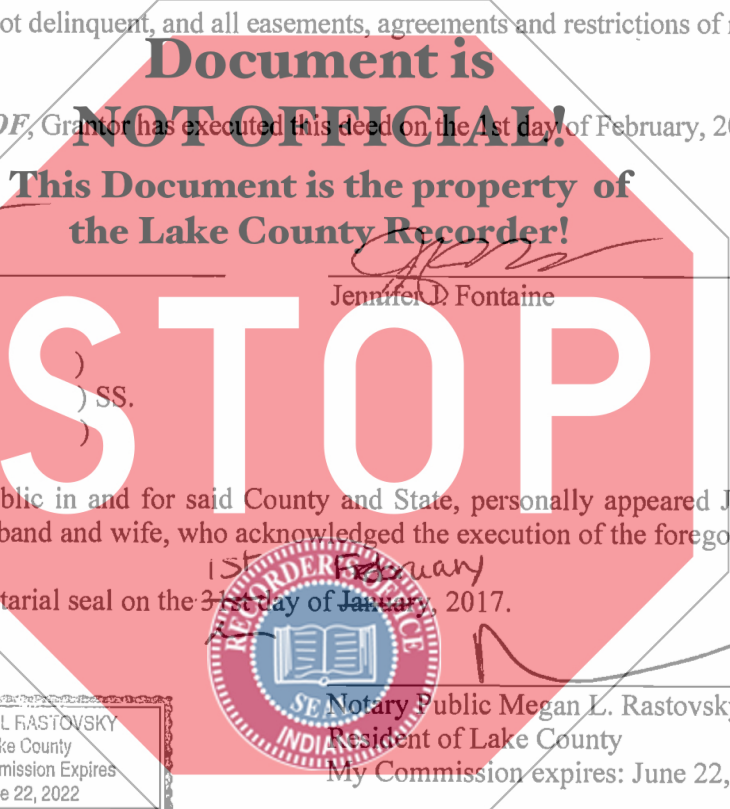 ot delinquent, and all easements, agreements and restrictions of
Document is
OF, Grantor has executed this deed on the 1st day of February, 20
NOT OFFICIAL!
This Document is the property of
the Lake County Recorder!
Jennifer J. Fontaine
STOP
)
) SS.
)
blic in and for said County and State, personally appeared J
band and wife, who acknowledged the execution of the forego
1st February
tarial seal on the 31st day of January, 2017.
RECORDER'S OFFICE
SEAL
INDIANA
Notary Public Megan L. Rastovsky
Resident of Lake County
My Commission expires: June 22,
L RASTOVSKY
ke County
mission Expires
e 22, 2022